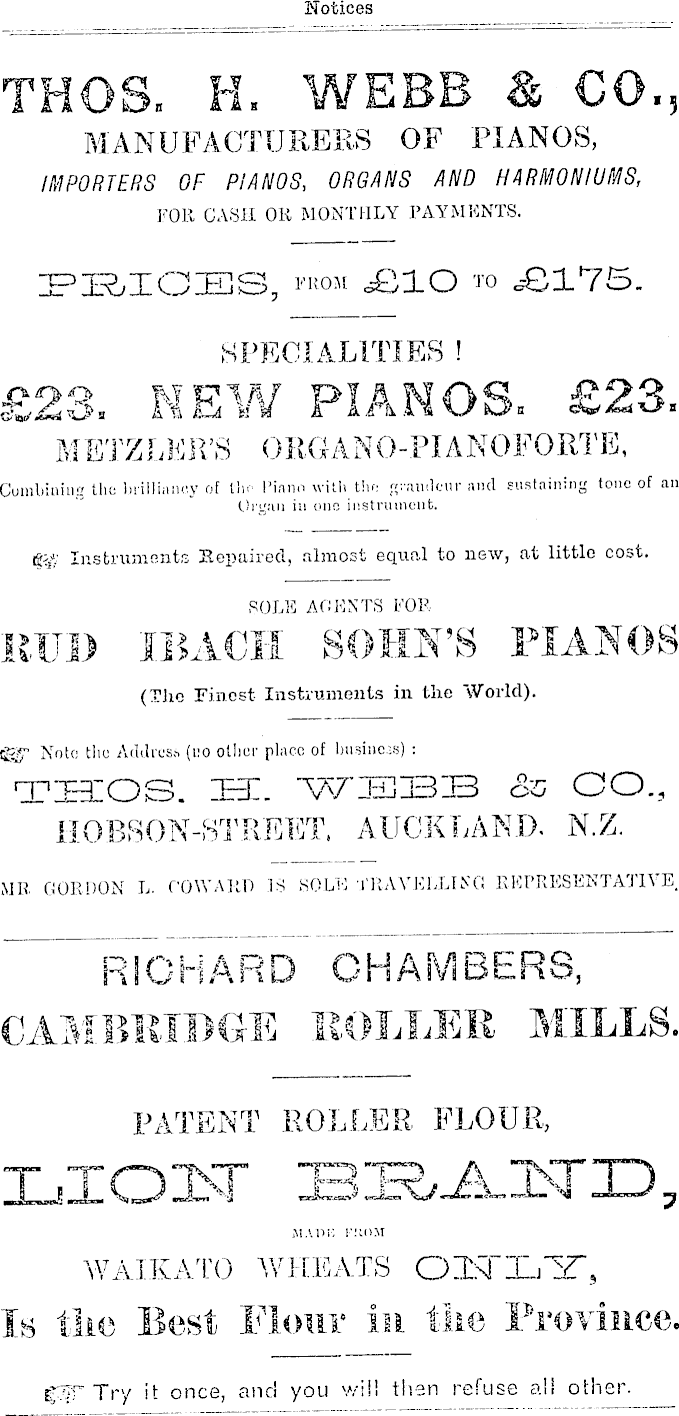 Notices
THOS. H. WEBB & CO.,
MANUFACTURERS OF PIANOS,
IMPORTERS OF PIANOS, ORGANS AND HARMONIUMS,
FOR CASH OR MONTHLY PAYMENTS.
PRICES, FROM £10 TO £175.
SPECIALITIES !
£23. NEW PIANOS. £23.
METZLER'S ORGANO-PIANOFORTE,
Combining the brilliancy of the Piano with the grandeur and sustaining tone of an
Organ in one instrument.
☞ Instruments Repaired, almost equal to new, at little cost.
SOLE AGENTS FOR
RUD IBACH SOHN'S PIANOS
(The Finest Instruments in the World).
☞ Note the Address (no other place of business) :
THOS. H. WEBB & CO.,
HOBSON-STREET, AUCKLAND. N.Z.
MR GORDON L. COWARD IS SOLE TRAVELLING REPRESENTATIVE.
RICHARD CHAMBERS,
CAMBRIDGE ROLLER MILLS.
PATENT ROLLER FLOUR,
LION BRAND,
MADE FROM
WAIKATO WHEATS ONLY,
Is the Best Flour in the Province.
☞ Try it once, and you will then refuse all other.